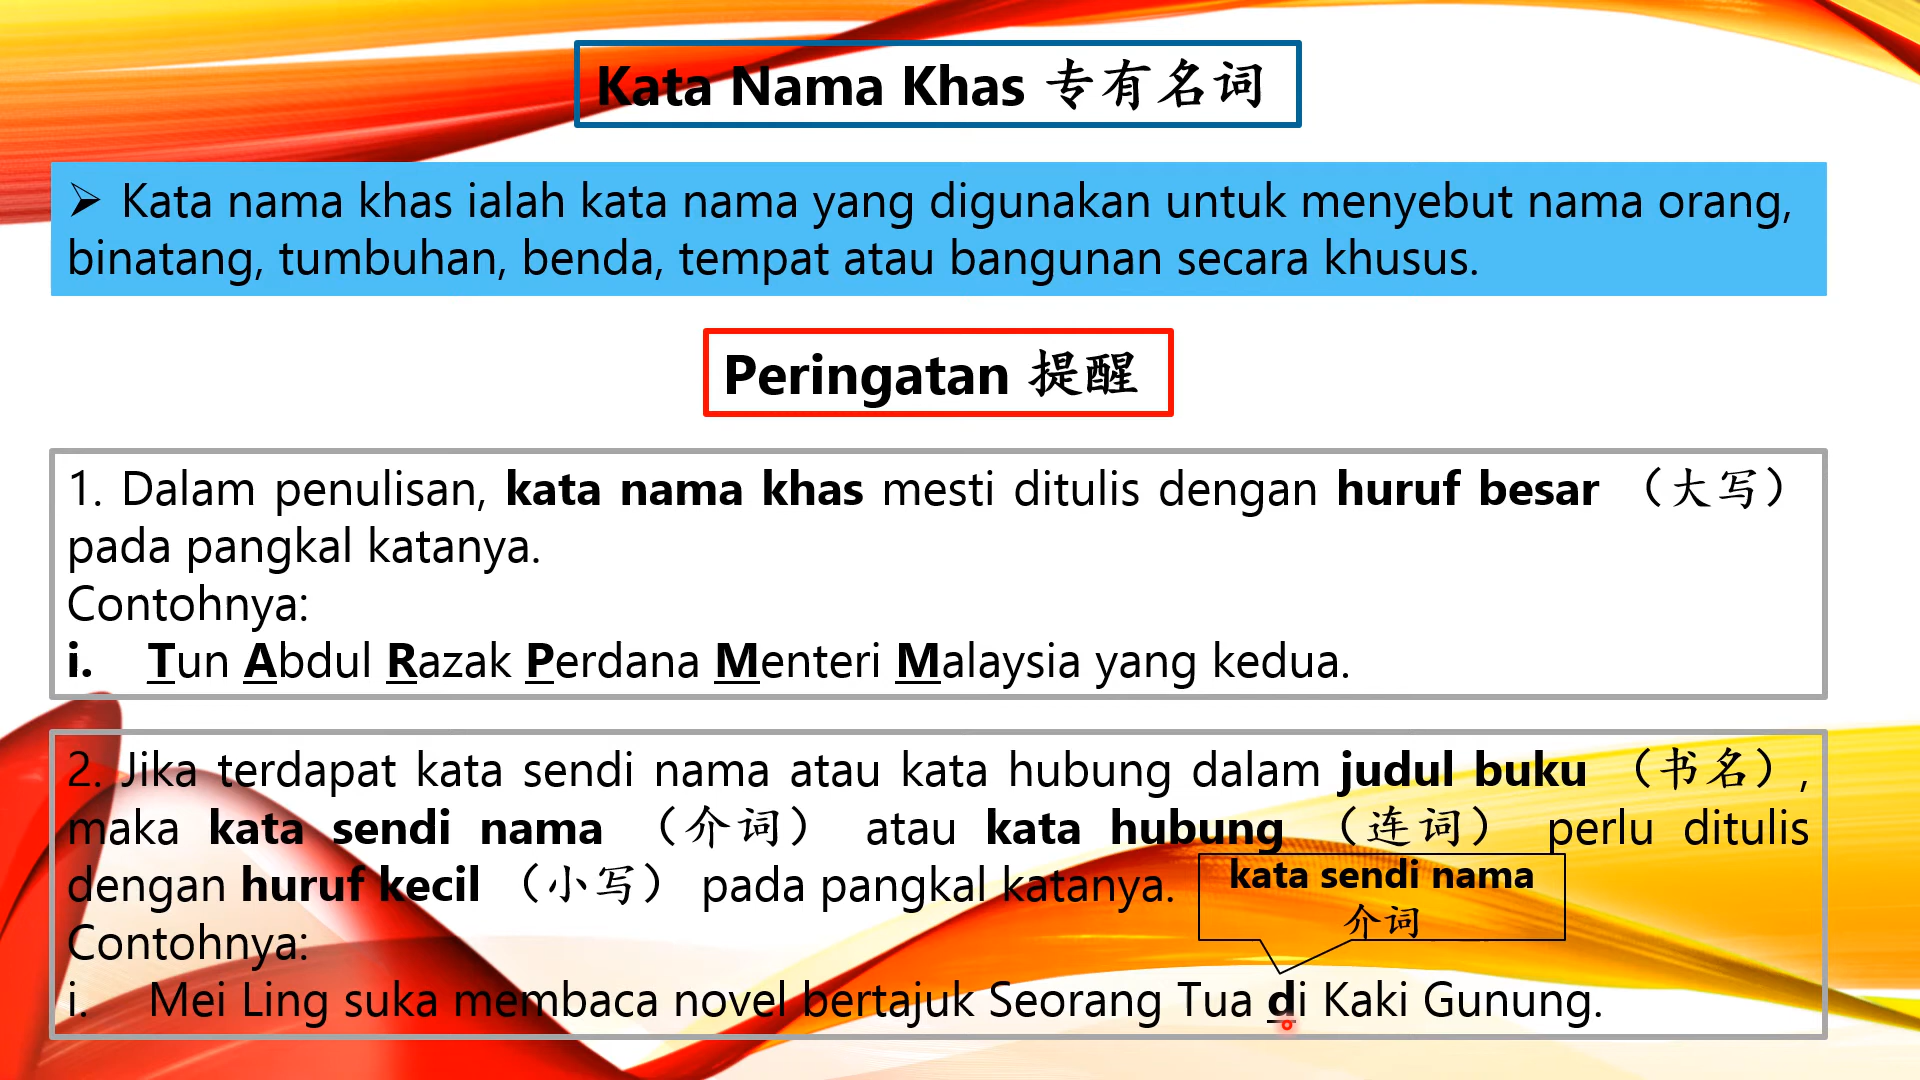 Kata Nama Khas 专有名词
➢ Kata nama khas ialah kata nama yang digunakan untuk menyebut nama orang,
binatang, tumbuhan, benda, tempat atau bangunan secara khusus.
Peringatan 提醒
1. Dalam penulisan, kata nama khas mesti ditulis dengan huruf besar （大写）
pada pangkal katanya.
Contohnya:
i. Tun Abdul Razak Perdana Menteri Malaysia yang kedua.
2. Jika terdapat kata sendi nama atau kata hubung dalam judul buku （书名）,
maka kata sendi nama （介词） atau kata hubung （连词） perlu ditulis
dengan huruf kecil （小写） pada pangkal katanya.
kata sendi nama
介词
Contohnya:
i. Mei Ling suka membaca novel bertajuk Seorang Tua di Kaki Gunung.